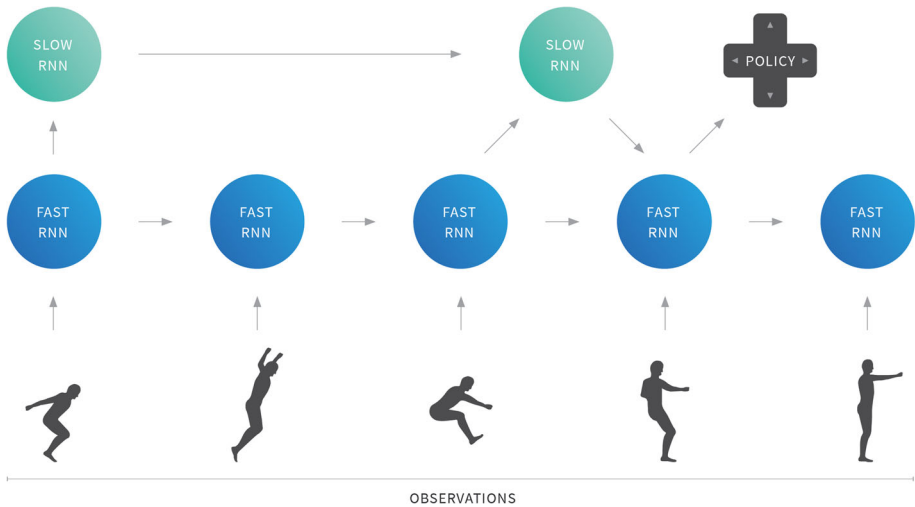 SLOW
RNN
SLOW
RNN
POLICY
FAST
RNN
FAST
RNN
FAST
RNN
FAST
RNN
FAST
RNN
OBSERVATIONS